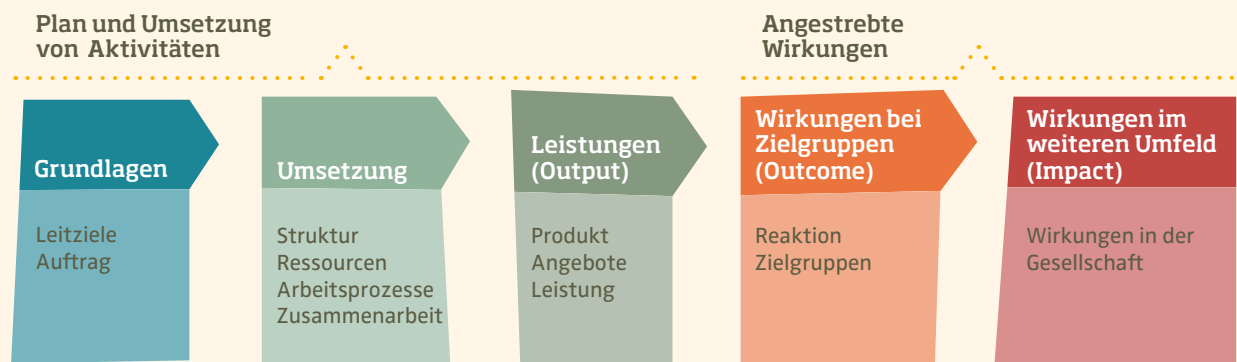 Plan und Umsetzung
von Aktivitäten
Angestrebte
Wirkungen
Grundlagen
Leitziele
Auftrag
Umsetzung
Struktur
Ressourcen
Arbeitsprozesse
Zusammenarbeit
Leistungen
(Output)
Produkt
Angebote
Leistung
Wirkungen bei
Zielgruppen
(Outcome)
Reaktion
Zielgruppen
Wirkungen im
weiteren Umfeld
(Impact)
Wirkungen in der
Gesellschaft